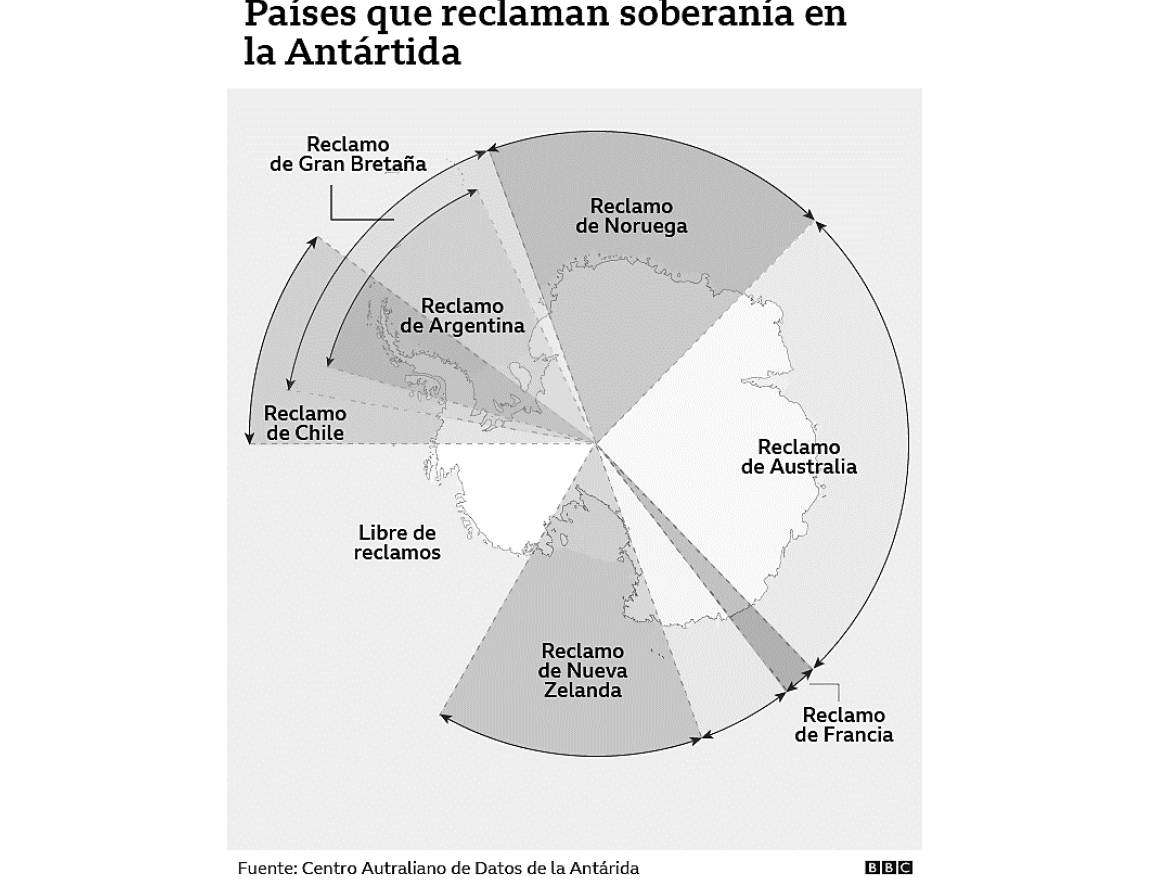 Países que reclaman soberanía en
la Antártida
Reclamo
de Gran Bretaña
Reclamo
de Noruega
Reclamo
de Argentina
Reclamo
de Chile
Reclamo
de Australia
Libre de
reclamos
Reclamo
de Nueva
Zelanda
Reclamo
de Francia
Fuente: Centro Autraliano de Datos de la Antárida
BBC